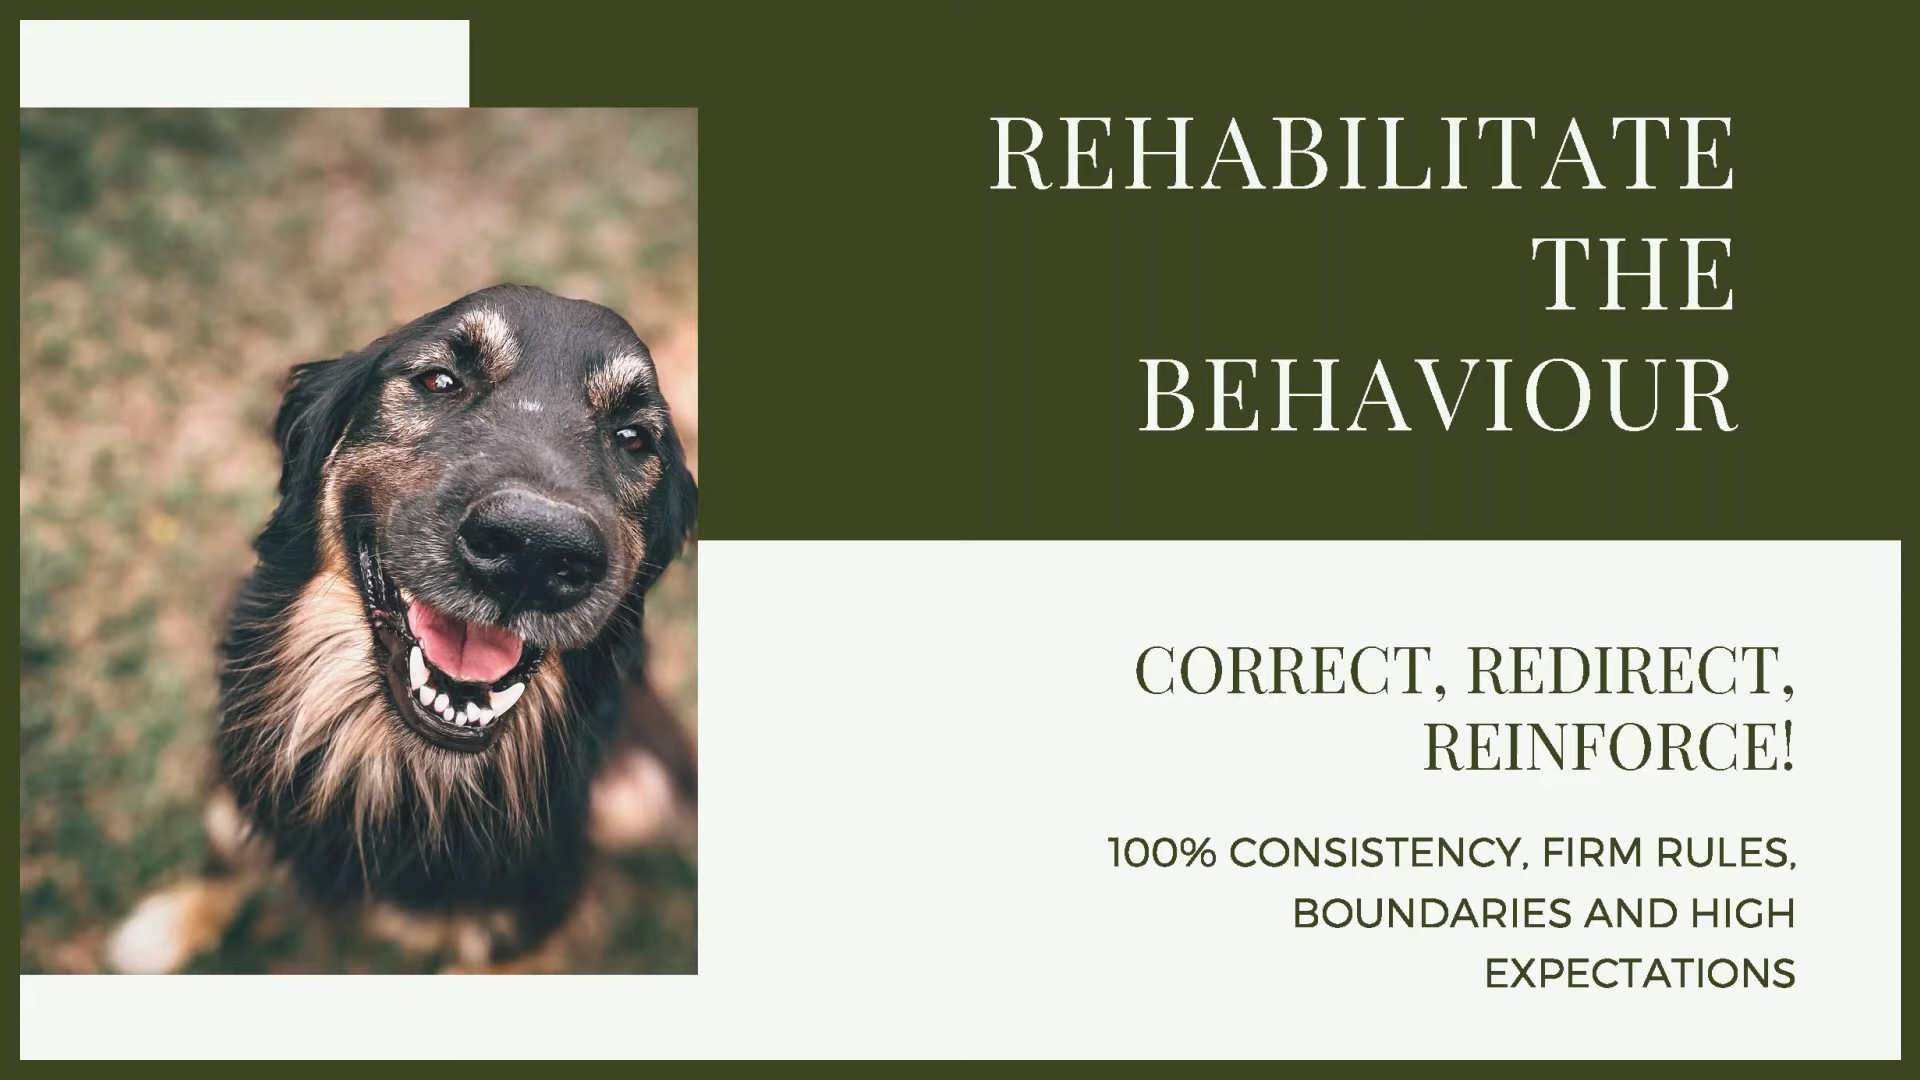 REHABILITATE
THE
BEHAVIOUR
CORRECT, REDIRECT,
REINFORCE!
100% CONSISTENCY, FIRM RULES,
BOUNDARIES AND HIGH
EXPECTATIONS